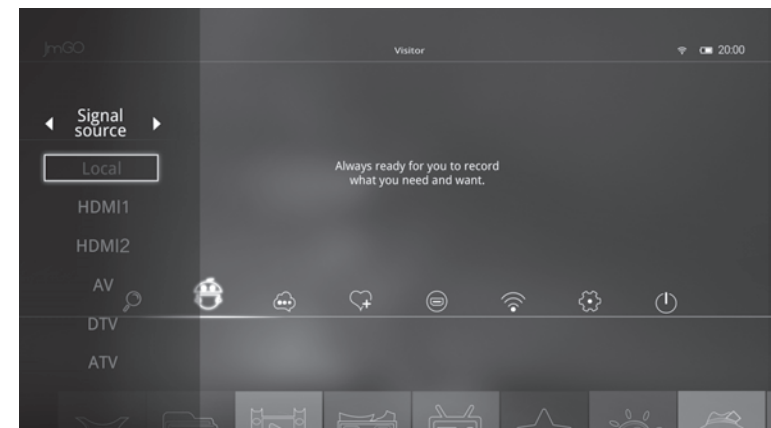 JmGO
Visitor
20:00
Signal
source
Local
HDMI1
HDMI2
AV
DTV
ATV
Always ready for you to record
what you need and want.